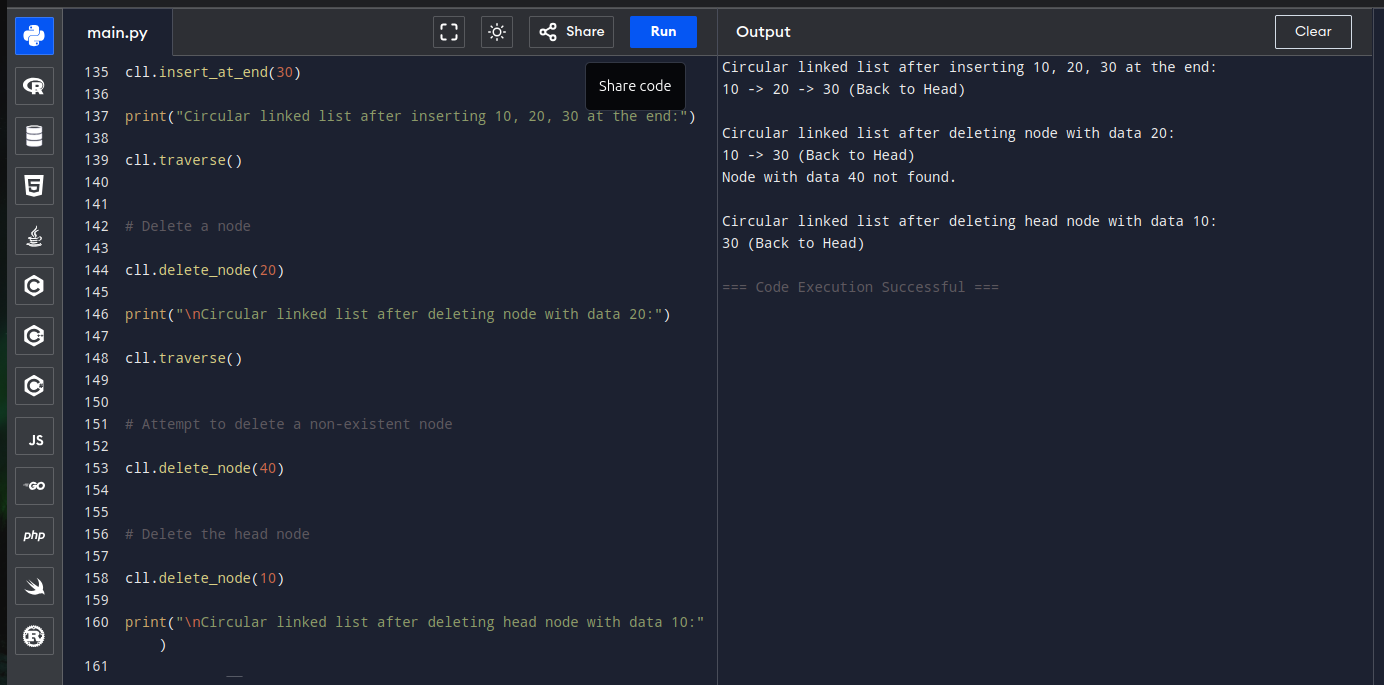 main.py
Share
Run
Output
Clear
Share code
135 cll.insert_at_end(30)
136
137 print("Circular linked list after inserting 10, 20, 30 at the end:")
138
139 cll.traverse()
140
141
142 # Delete a node
143
144 cll.delete_node(20)
145
146 print("\nCircular linked list after deleting node with data 20:")
147
148 cll.traverse()
149
150
151 # Attempt to delete a non-existent node
152
153 cll.delete_node(40)
154
155
156 # Delete the head node
157
158 cll.delete_node(10)
159
160 print("\nCircular linked list after deleting head node with data 10:"
)
161
Circular linked list after inserting 10, 20, 30 at the end:
10 -> 20 -> 30 (Back to Head)
Circular linked list after deleting node with data 20:
10 -> 30 (Back to Head)
Node with data 40 not found.
Circular linked list after deleting head node with data 10:
30 (Back to Head)
=== Code Execution Successful ===
R
5
C
C
C
JS
GO
php
R